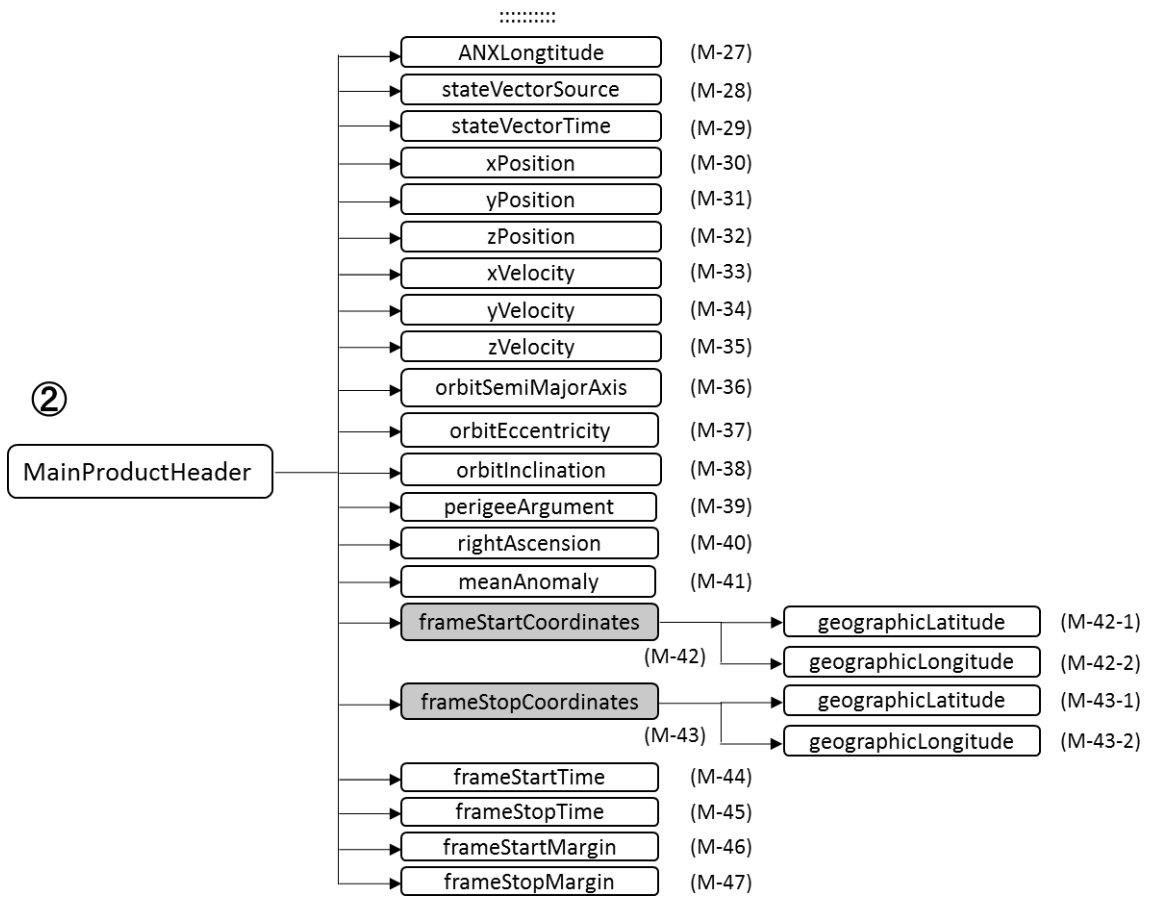 ::::::::::
ANXLongtitude (M-27)
stateVectorSource (M-28)
stateVectorTime (M-29)
xPosition (M-30)
yPosition (M-31)
zPosition (M-32)
xVelocity (M-33)
yVelocity (M-34)
zVelocity (M-35)
②
orbitSemiMajorAxis (M-36)
orbitEccentricity (M-37)
MainProductHeader
orbitInclination (M-38)
perigeeArgument (M-39)
rightAscension (M-40)
meanAnomaly (M-41)
frameStartCoordinates geographicLatitude (M-42-1)
(M-42) geographicLongitude (M-42-2)
frameStopCoordinates geographicLatitude (M-43-1)
(M-43) geographicLongitude (M-43-2)
frameStartTime (M-44)
frameStopTime (M-45)
frameStartMargin (M-46)
frameStopMargin (M-47)